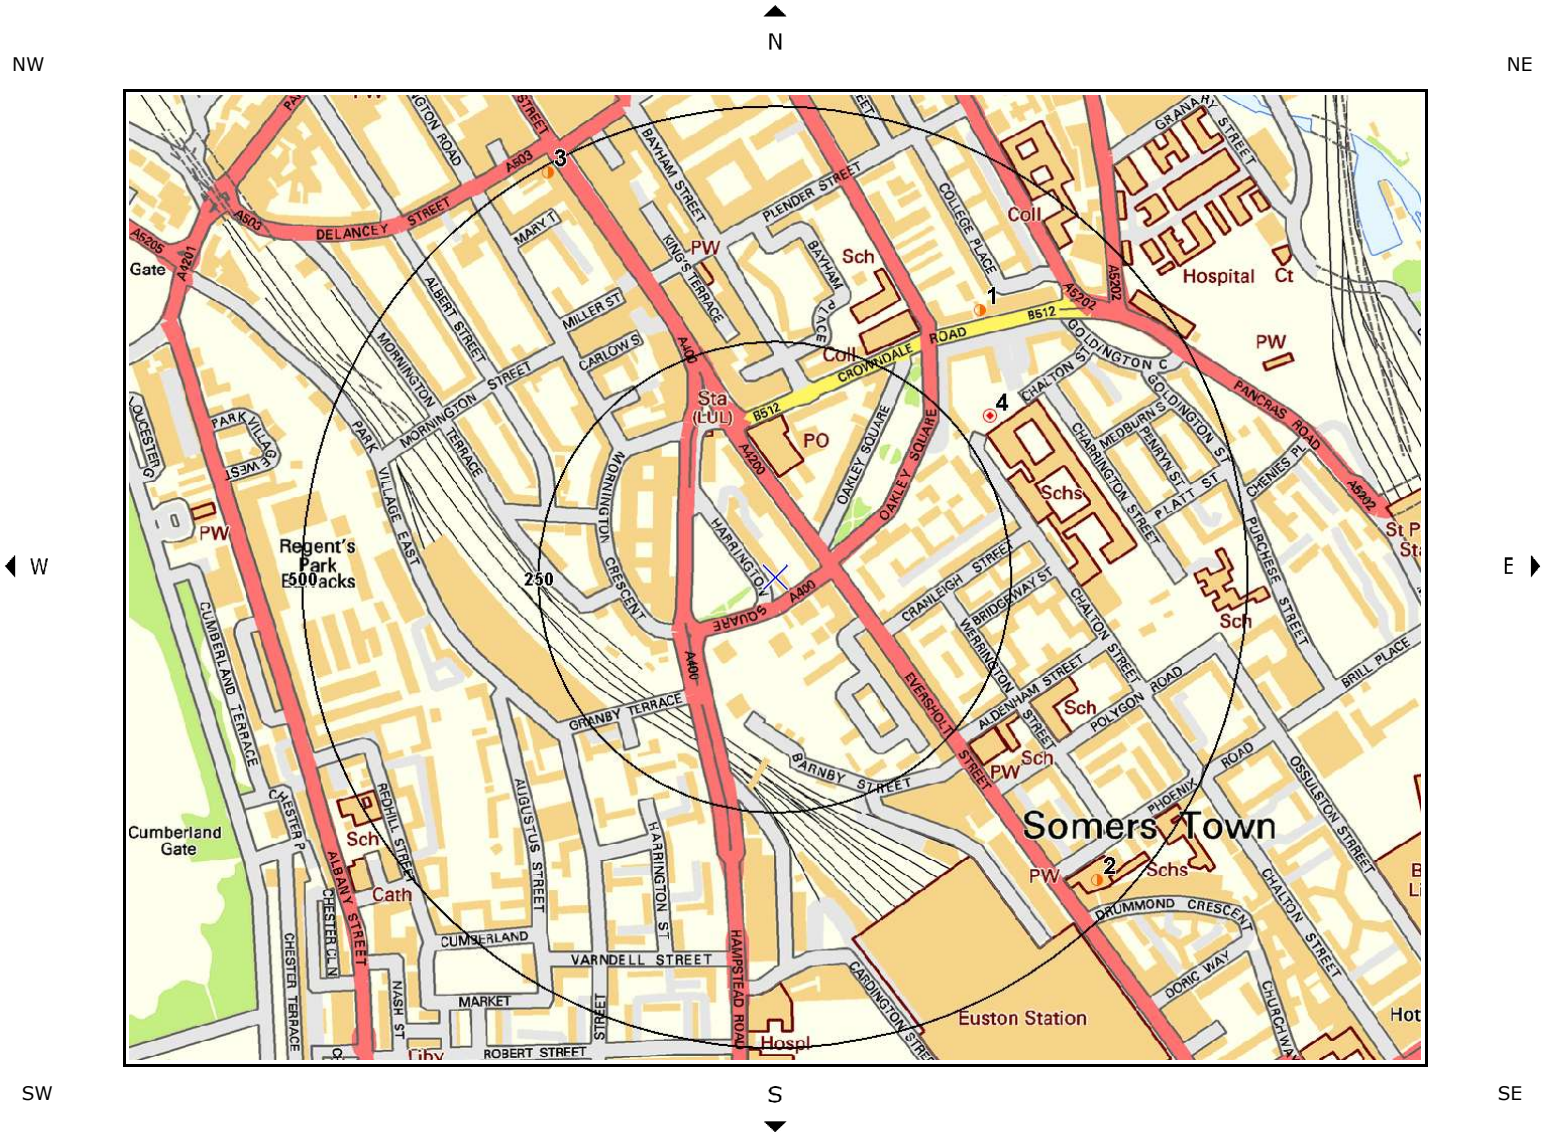 N
NW
NE
STREET
GRANARY
STREET
A503
3
BAYHAM STREET
PLENDER STREET
COLLEGE PLACE
Coll
A503
DELANCEY STREET
MARY T
A5205
Gate
A4201
PW
KING'S TERRACE
BAYHAM PLACE
Sch
Hospital
Ct
A5202
A5202
ALBERT STREET
MILLER ST
1
B512
MORNINGTON TERRACE
CARLOW S
A400
Coll
CROWNDALE ROAD
GOLDINGTON C
PW
MORNINGTON STREET
CHALTON ST
GOLDINGTON ST
PANCRAS ROAD
PARK VILLAGE WEST
PARK VILLAGE EAST
Sta
(LUL)
B512
4
PO
A4200
OAKLEY SQUARE
OAKLEY SQUARE
CHARRINGTON STREET
MEDBURN S
PENRYN ST
PLATT ST
CHENIES PL
A5202
MORNINGTON CRESCENT
Schs
PW
HARRINGTON SQUARE
PURCHESE STREET
W
Regent's
Park
500
250
A400
CRANLEIGH STREET
BRIDGEWAY ST
E
CUMBERLAND TERRACE
WERRINGTON STREET
CHALTON STREET
Sch
A400
EVERSHOLT STREET
ALDENHAM STREET
POLYGON ROAD
BRILL PLACE
GRANBY TERRACE
Sch
BARNBY STREET
PW
Sch
PHOENIX ROAD
OSSULSTON STREET
CHESTER P
REDHILL STREET
AUGUSTUS STREET
HARRINGTON ST
Somers Town
Cumberland
Gate
Sch
ALBANY STREET
PW
2
Schs
Cath
CHESTER CL N
DRUMMOND CRESCENT
CHALTON STREET
CUMBERLAND
MARKET
VARNDELL STREET
HAMPSTEAD ROAD
CARDINGTON STREET
DORIC WAY
CHESTER TERRACE
NASH ST
STREET
Euston Station
CHURCHWAY
Hot
Hospl
ROBERT STREET
SW
S
SE